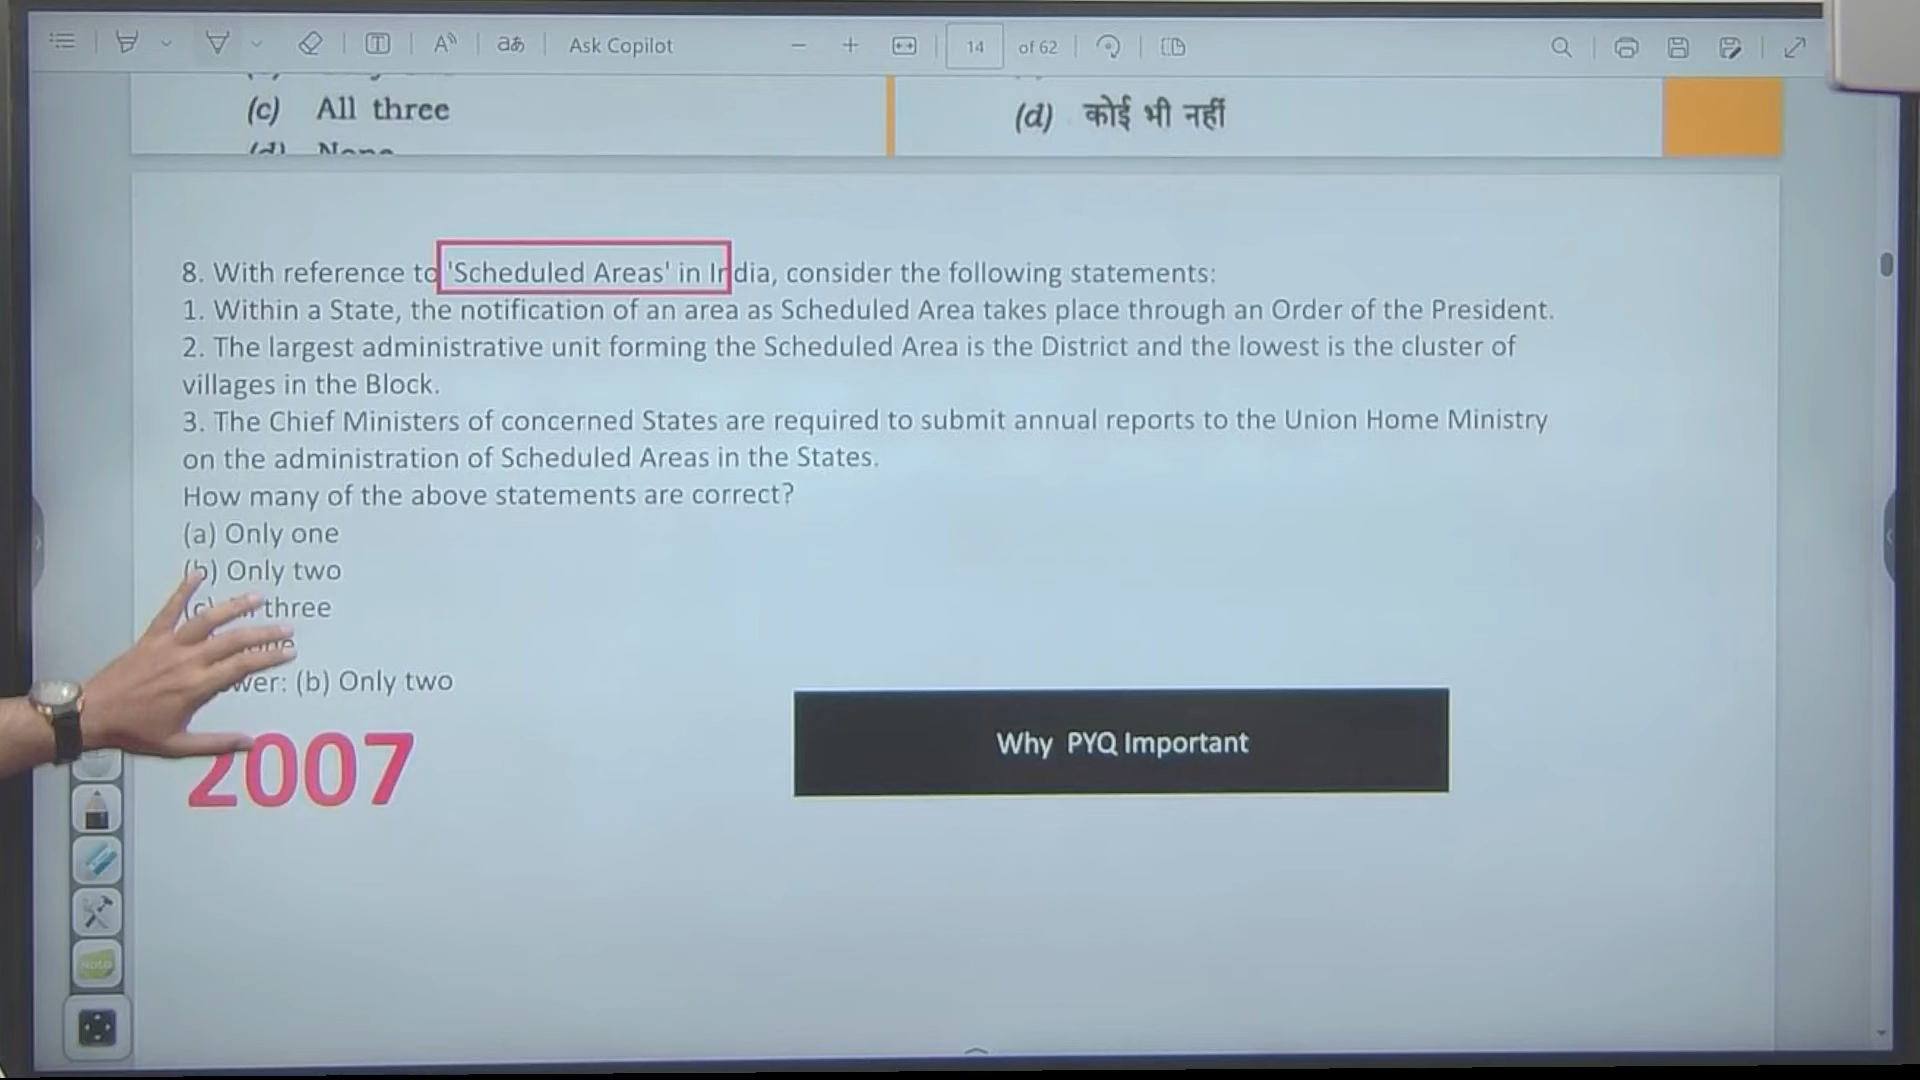 Ask Copilot
14 of 62
(c) All three
(d) None
(d) कोई भी नहीं
8. With reference to 'Scheduled Areas' in India, consider the following statements:
1. Within a State, the notification of an area as Scheduled Area takes place through an Order of the President.
2. The largest administrative unit forming the Scheduled Area is the District and the lowest is the cluster of
villages in the Block.
3. The Chief Ministers of concerned States are required to submit annual reports to the Union Home Ministry
on the administration of Scheduled Areas in the States.
How many of the above statements are correct?
(a) Only one
(b) Only two
(c) three
wer: (b) Only two
2007
Why PYQ Important
Note